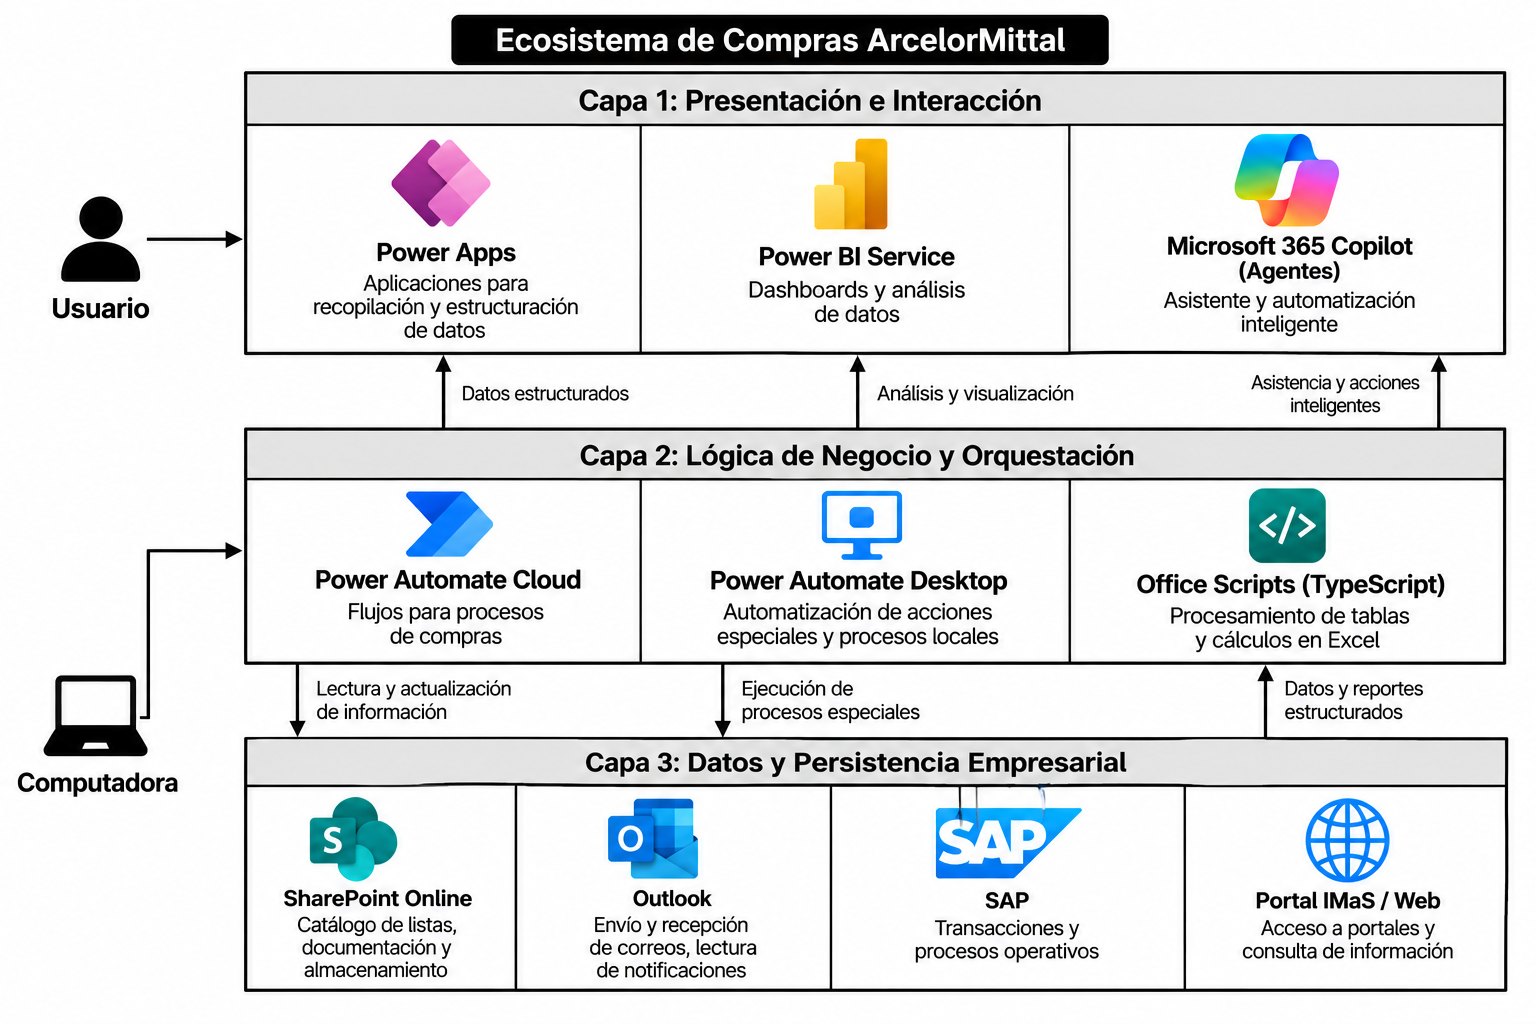 Ecosistema de Compras ArcelorMittal
Capa 1: Presentación e Interacción
Power Apps
Aplicaciones para
recopilación y estructuración
de datos
Power BI Service
Dashboards y análisis
de datos
Microsoft 365 Copilot
(Agentes)
Asistente y automatización
inteligente
Usuario
Datos estructurados
Análisis y visualización
Asistencia y acciones
inteligentes
Capa 2: Lógica de Negocio y Orquestación
Power Automate Cloud
Flujos para procesos
de compras
Power Automate Desktop
Automatización de acciones
especiales y procesos locales
</>
Office Scripts (TypeScript)
Procesamiento de tablas
y cálculos en Excel
Computadora
Lectura y actualización
de información
Ejecución de
procesos especiales
Datos y reportes
estructurados
Capa 3: Datos y Persistencia Empresarial
S
SharePoint Online
Catálogo de listas,
documentación y
almacenamiento
O
Outlook
Envío y recepción
de correos, lectura
de notificaciones
SAP
SAP
Transacciones y
procesos operativos
Portal IMaS / Web
Acceso a portales y
consulta de información